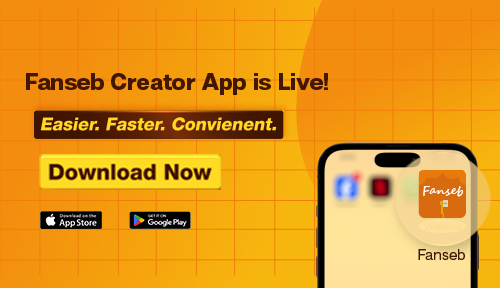 Fanseb Creator App is Live!
Easier. Faster. Convienent.
Download Now
Download on the
App Store
GET IT ON
Google Play
Fanseb
Fanseb